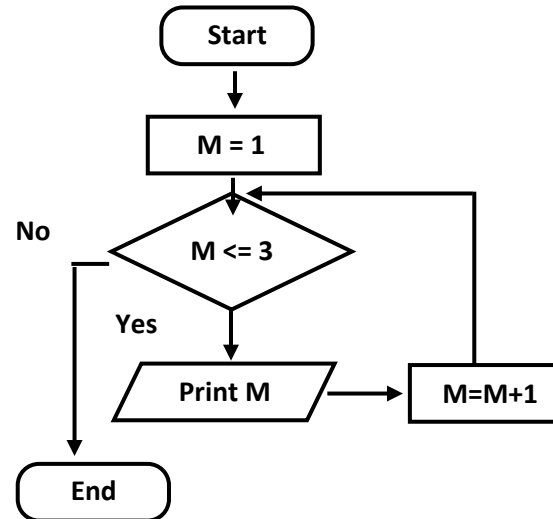 Start
M = 1
No
M <= 3
Yes
Print M
M=M+1
End